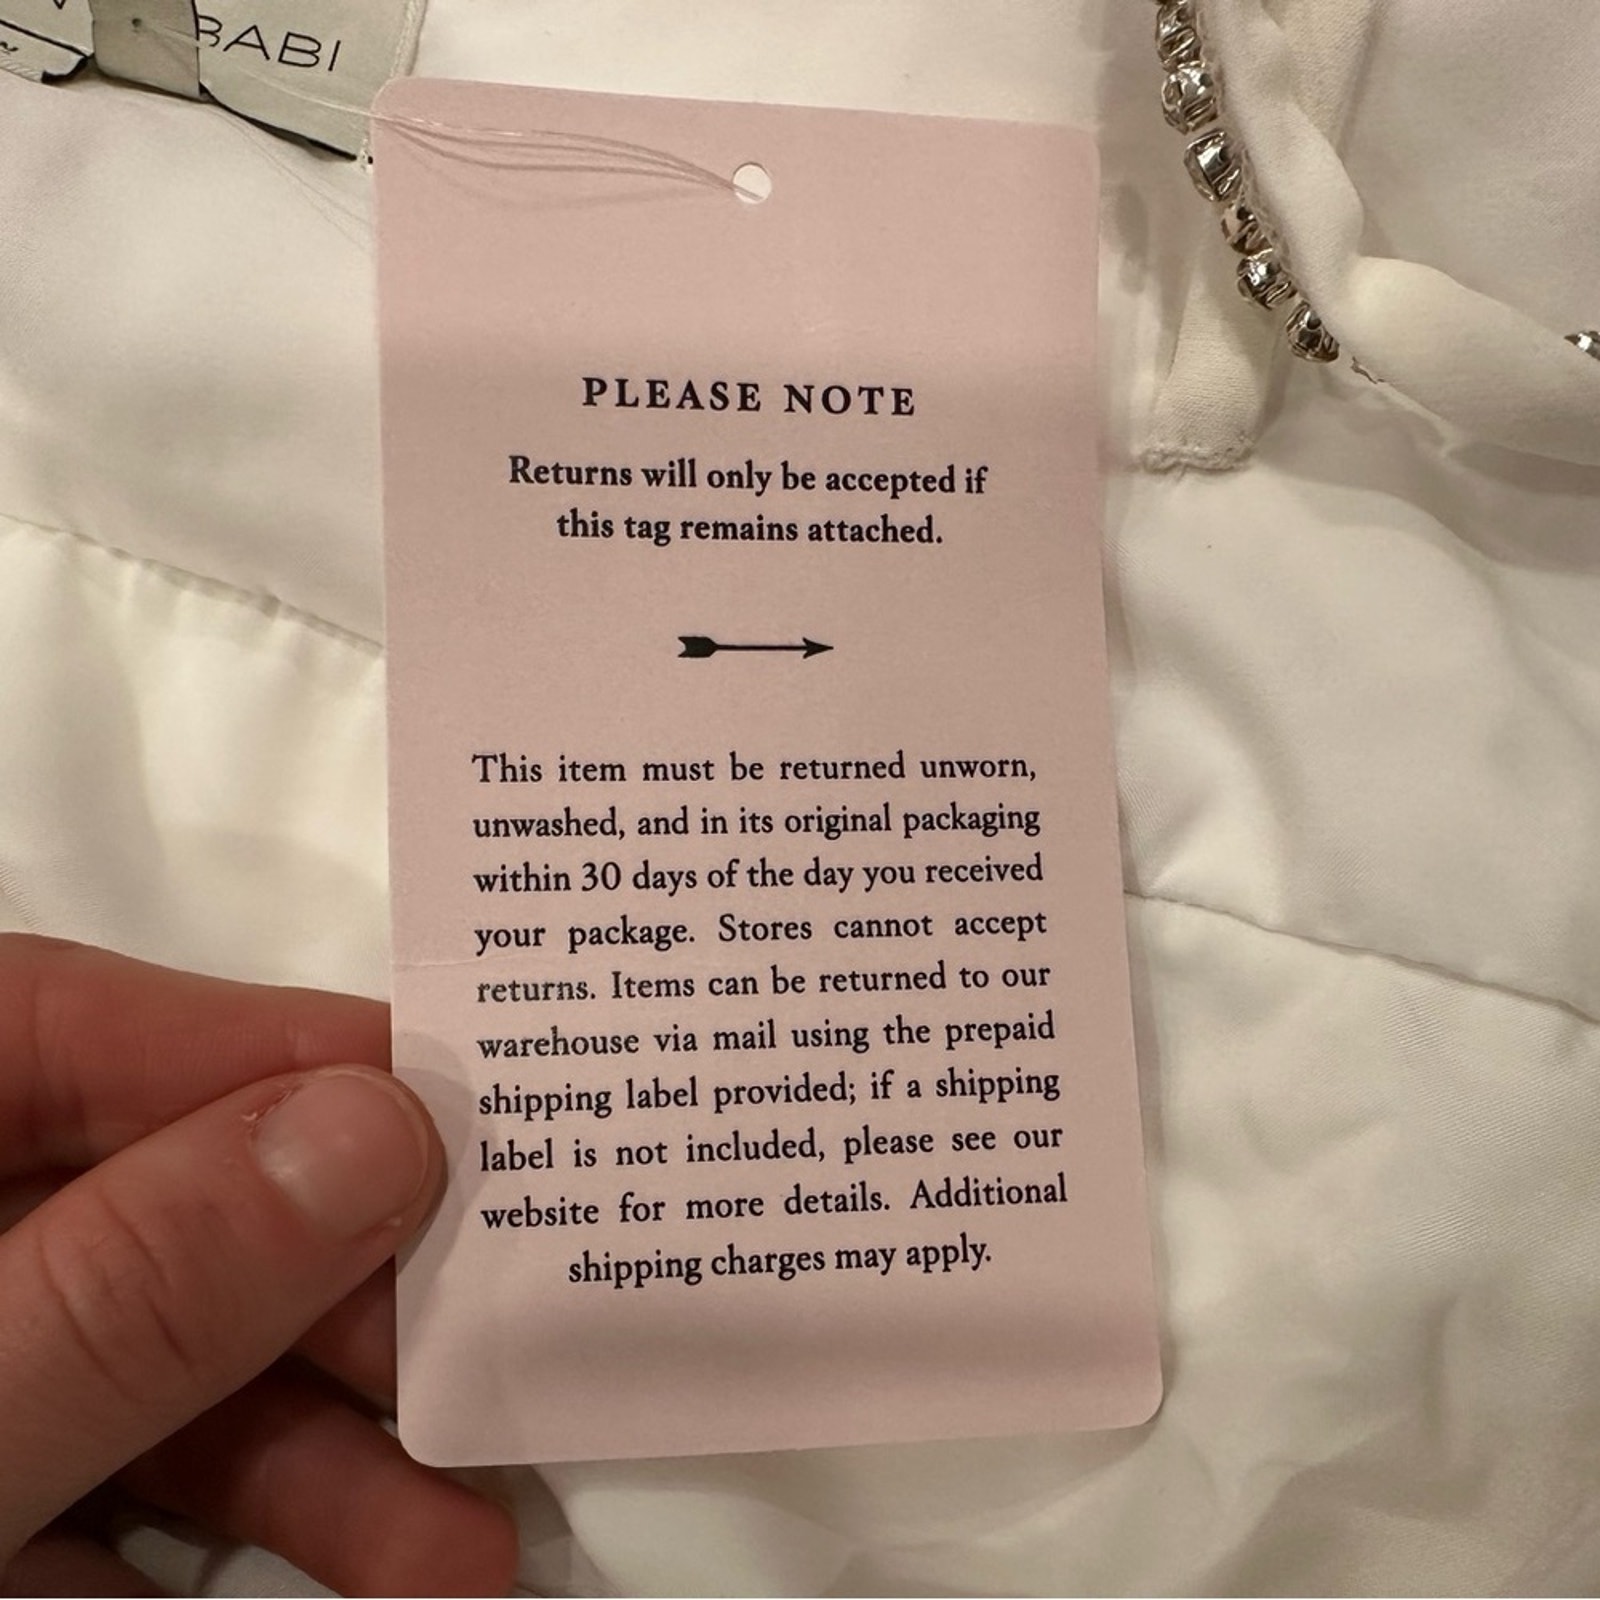 BABI
PLEASE NOTE
Returns will only be accepted if
this tag remains attached.
This item must be returned unworn,
unwashed, and in its original packaging
within 30 days of the day you received
your package. Stores cannot accept
returns. Items can be returned to our
warehouse via mail using the prepaid
shipping label provided; if a shipping
label is not included, please see our
website for more details. Additional
shipping charges may apply.